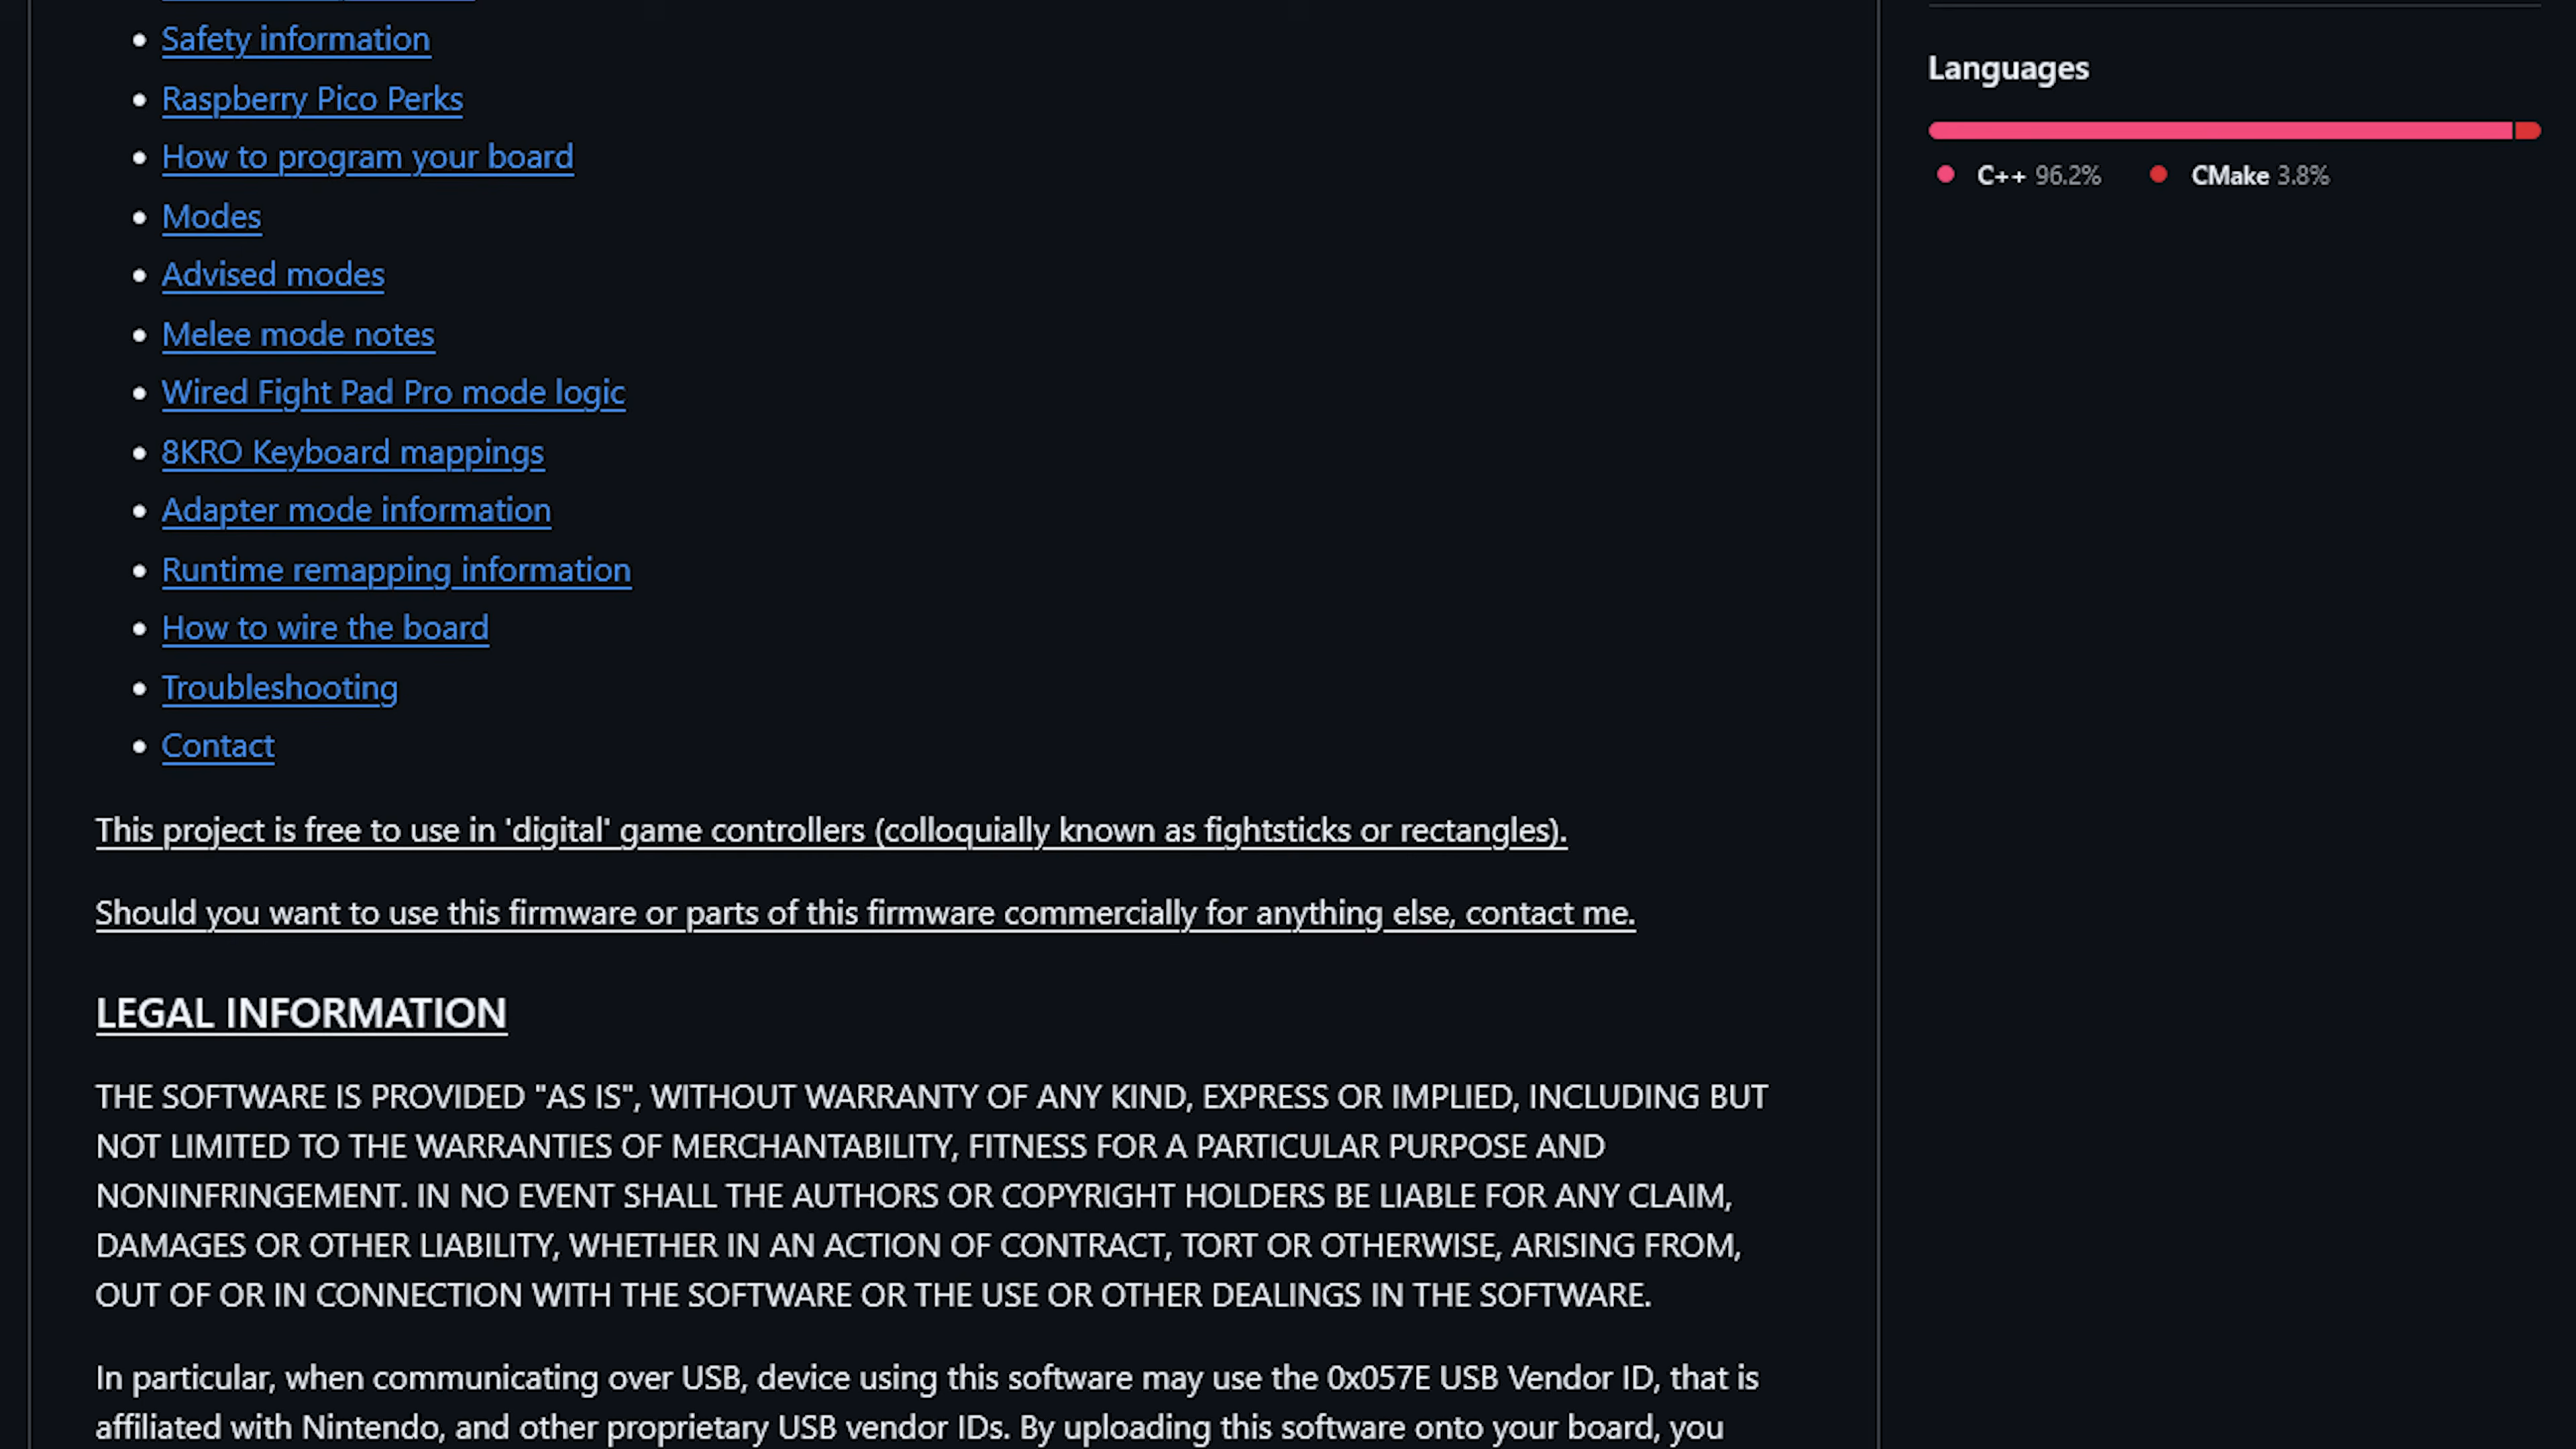 Safety information
Raspberry Pico Perks
How to program your board
Modes
Advised modes
Melee mode notes
Wired Fight Pad Pro mode logic
8KRO Keyboard mappings
Adapter mode information
Runtime remapping information
How to wire the board
Troubleshooting
Contact
This project is free to use in 'digital' game controllers (colloquially known as fightsticks or rectangles).
Should you want to use this firmware or parts of this firmware commercially for anything else, contact me.
LEGAL INFORMATION
THE SOFTWARE IS PROVIDED "AS IS", WITHOUT WARRANTY OF ANY KIND, EXPRESS OR IMPLIED, INCLUDING BUT
NOT LIMITED TO THE WARRANTIES OF MERCHANTABILITY, FITNESS FOR A PARTICULAR PURPOSE AND
NONINFRINGEMENT. IN NO EVENT SHALL THE AUTHORS OR COPYRIGHT HOLDERS BE LIABLE FOR ANY CLAIM,
DAMAGES OR OTHER LIABILITY, WHETHER IN AN ACTION OF CONTRACT, TORT OR OTHERWISE, ARISING FROM,
OUT OF OR IN CONNECTION WITH THE SOFTWARE OR THE USE OR OTHER DEALINGS IN THE SOFTWARE.
In particular, when communicating over USB, device using this software may use the 0x057E USB Vendor ID, that is
affiliated with Nintendo, and other proprietary USB vendor IDs. By uploading this software onto your board, you
Languages
C++ 96.2% CMake 3.8%